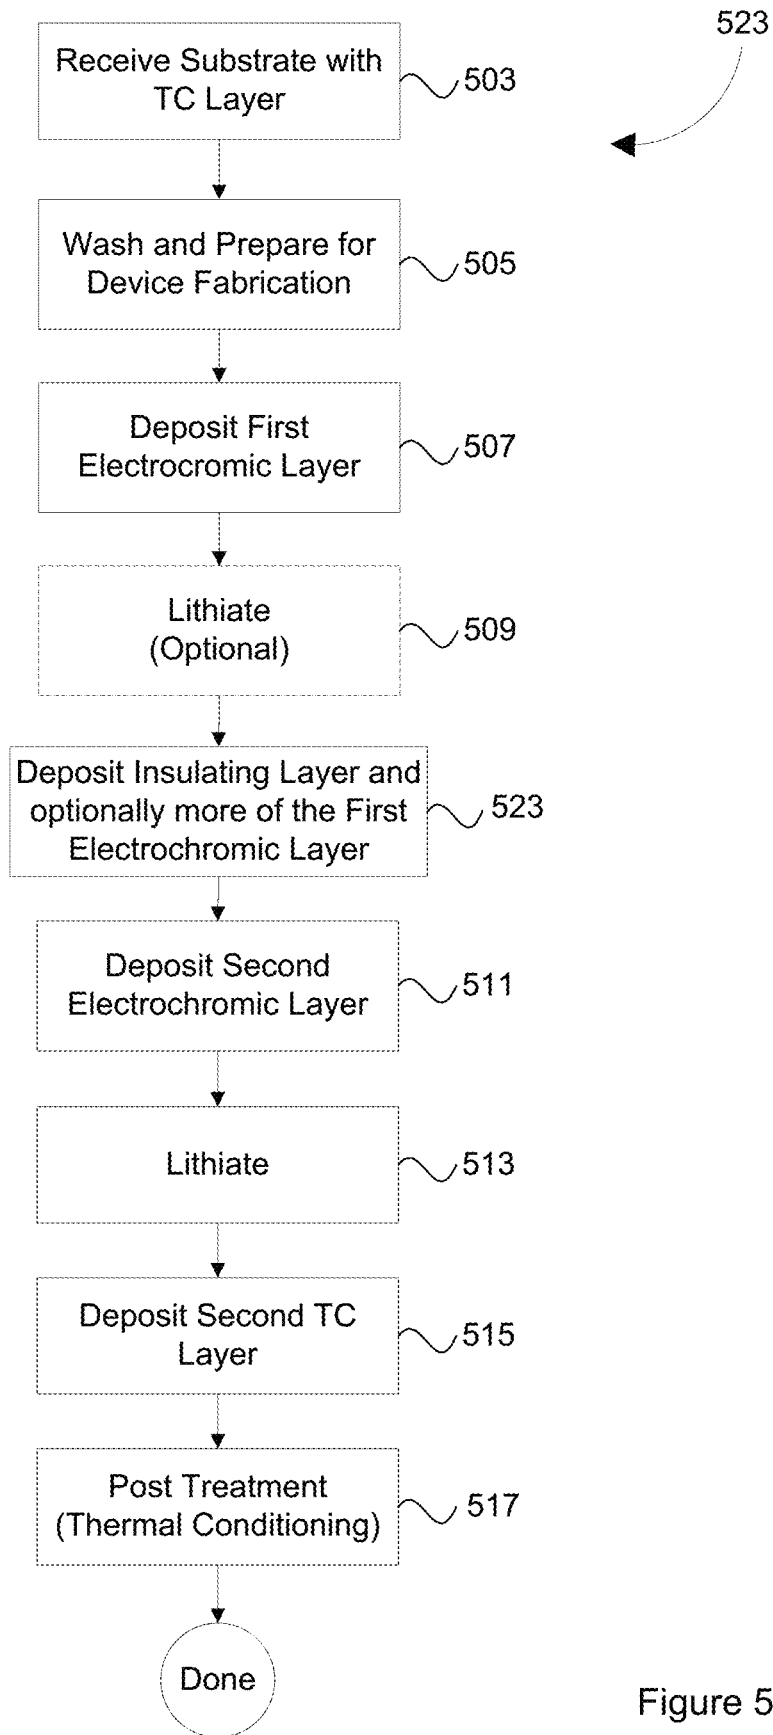 523
Receive Substrate with
TC Layer
503
Wash and Prepare for
Device Fabrication
505
Deposit First
Electrocromic Layer
507
Lithiate
(Optional)
509
Deposit Insulating Layer and
optionally more of the First
Electrochromic Layer
523
Deposit Second
Electrochromic Layer
511
Lithiate
513
Deposit Second TC
Layer
515
Post Treatment
(Thermal Conditioning)
517
Done
Figure 5